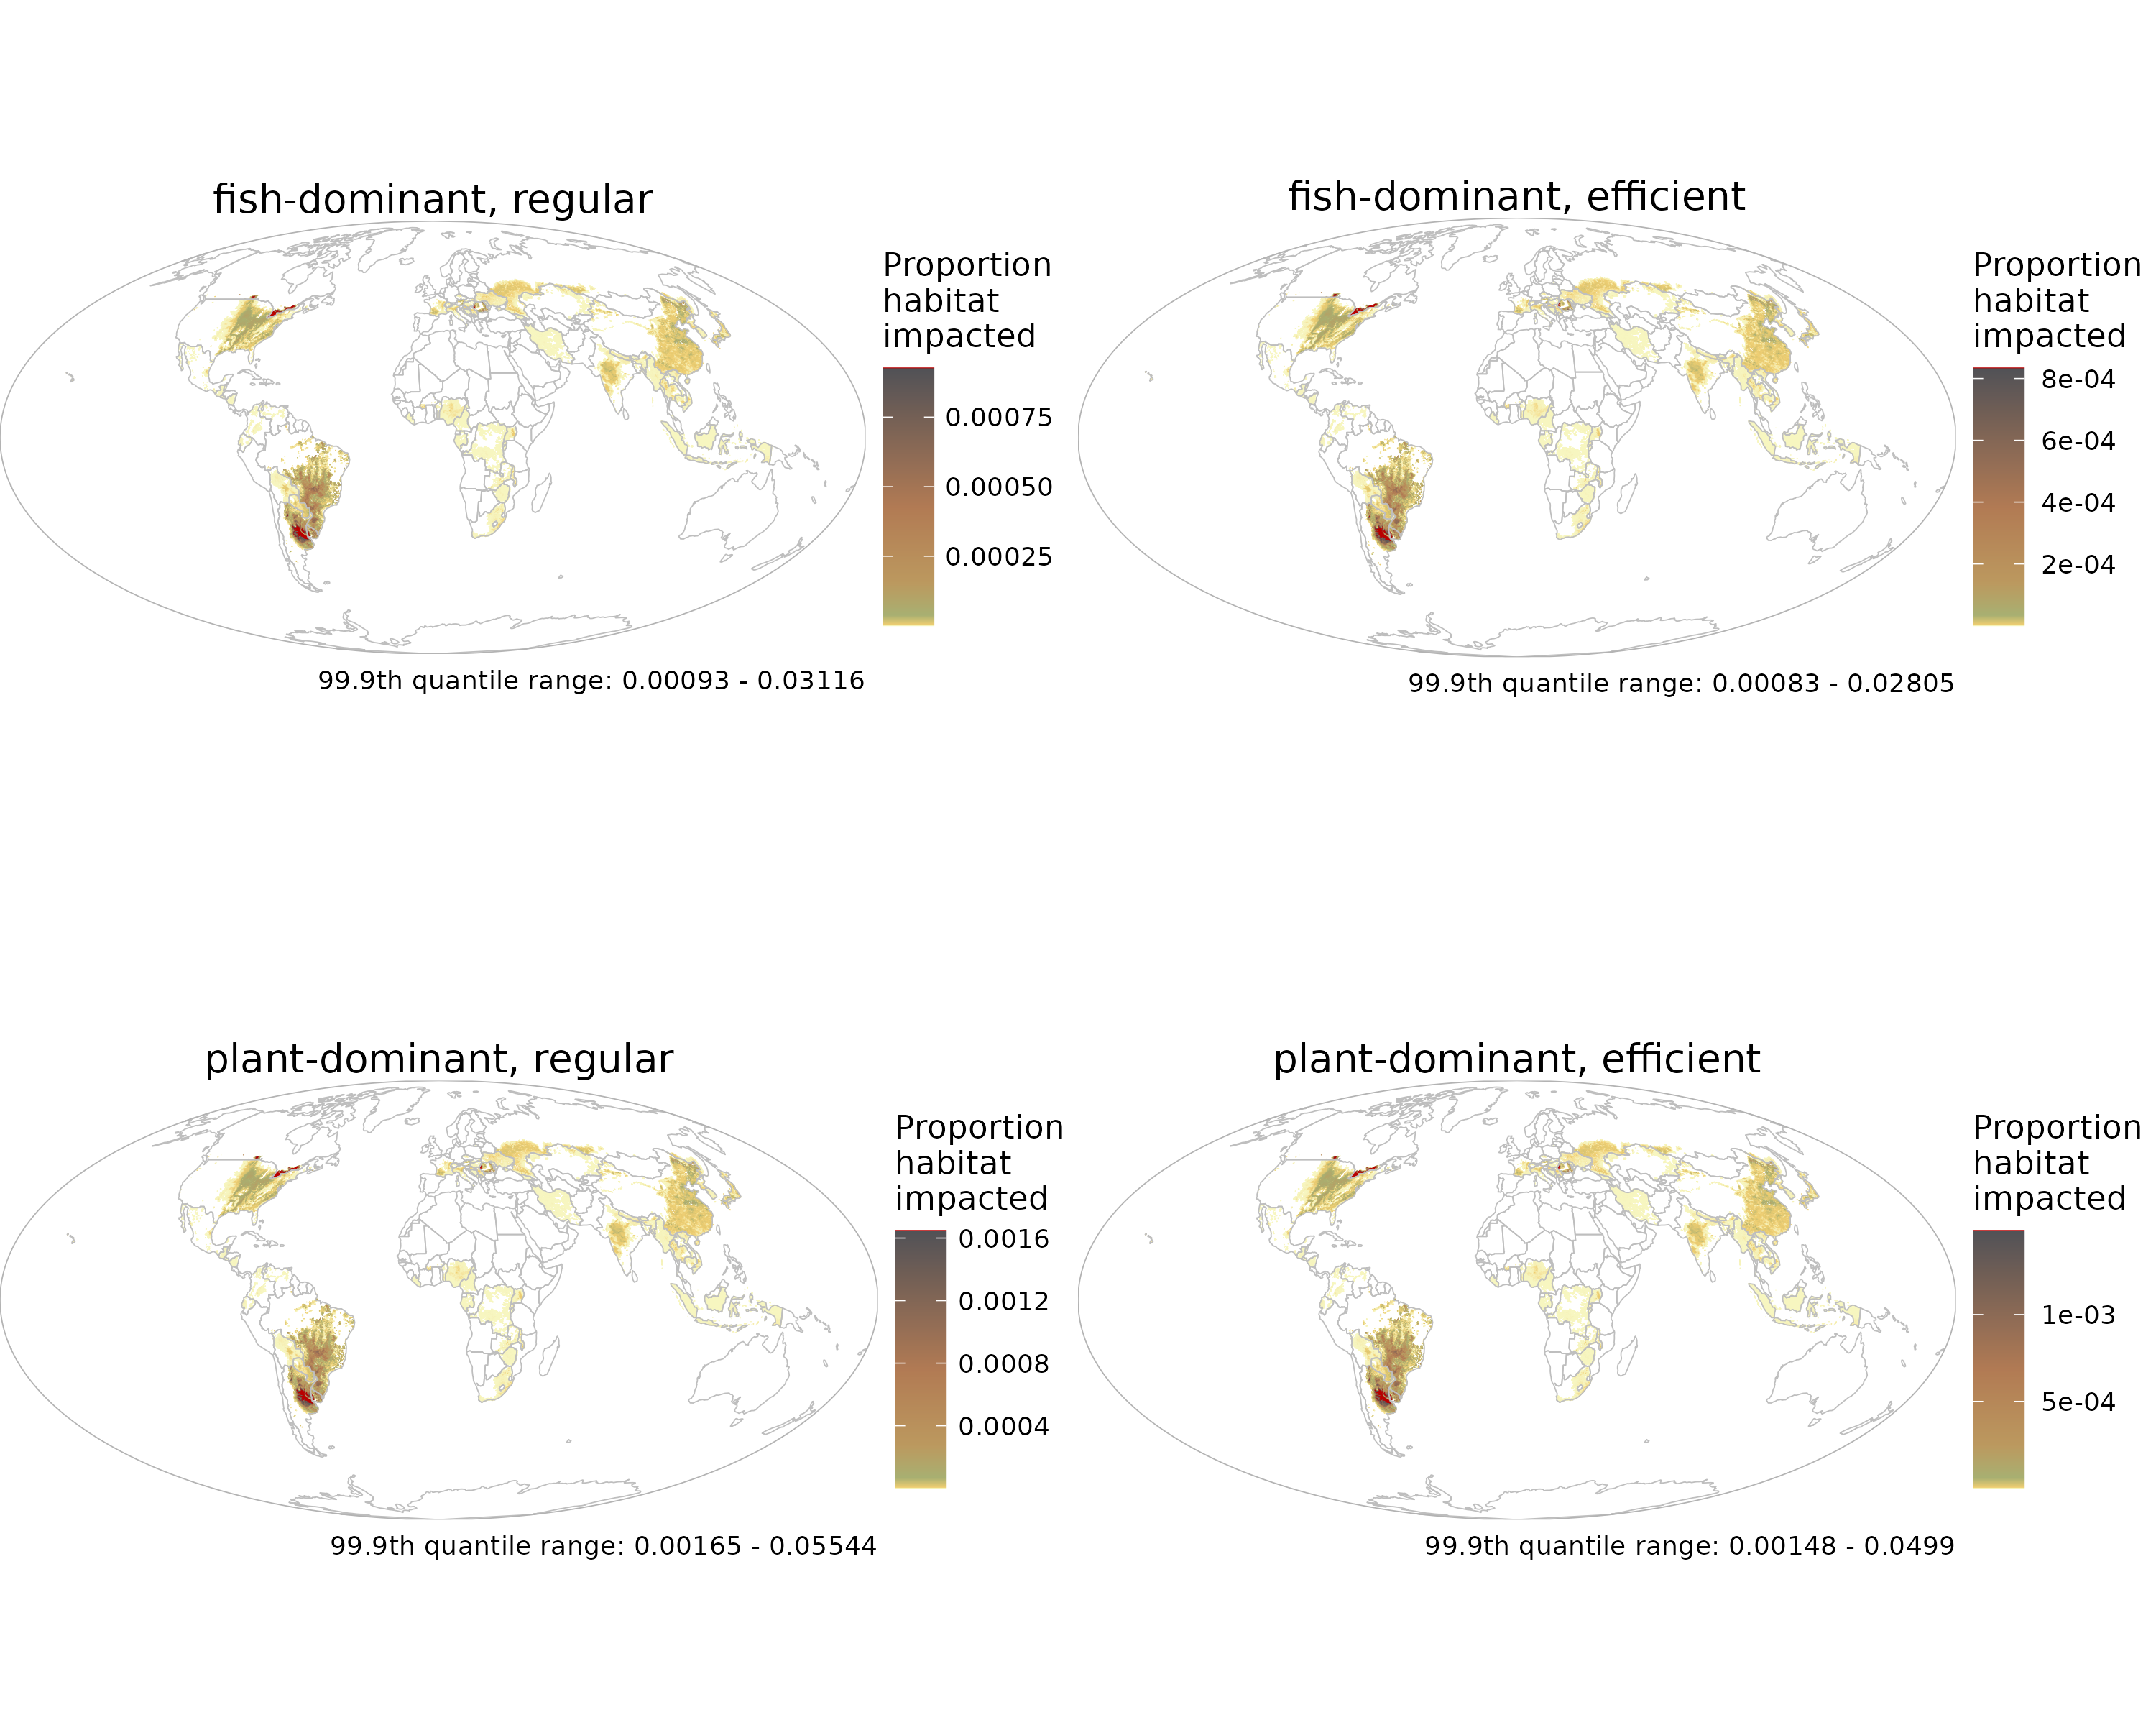 fish-dominant, regular
Proportion
habitat
impacted
0.00075
0.00050
0.00025
99.9th quantile range: 0.00093 - 0.03116
fish-dominant, efficient
Proportion
habitat
impacted
8e-04
6e-04
4e-04
2e-04
99.9th quantile range: 0.00083 - 0.02805
plant-dominant, regular
Proportion
habitat
impacted
0.0016
0.0012
0.0008
0.0004
99.9th quantile range: 0.00165 - 0.05544
plant-dominant, efficient
Proportion
habitat
impacted
1e-03
5e-04
99.9th quantile range: 0.00148 - 0.0499